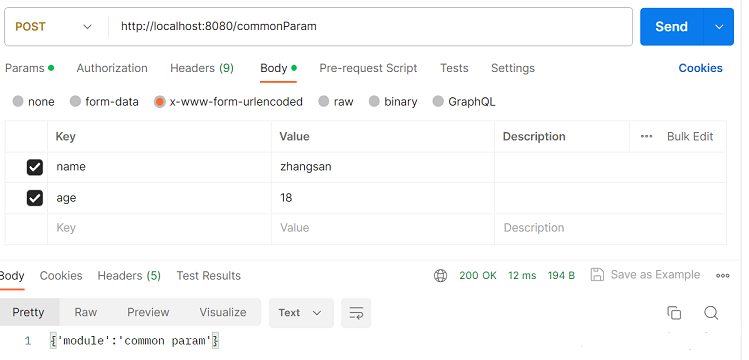 POST http://localhost:8080/commonParam Send
Params Authorization Headers (9) Body Pre-request Script Tests Settings Cookies
none form-data x-www-form-urlencoded raw binary GraphQL
Key Value Description ••• Bulk Edit
name zhangsan
age 18
Key Value Description
Body Cookies Headers (5) Test Results 200 OK 12 ms 194 B Save as Example
Pretty Raw Preview Visualize Text
1 {'module':'common param'}